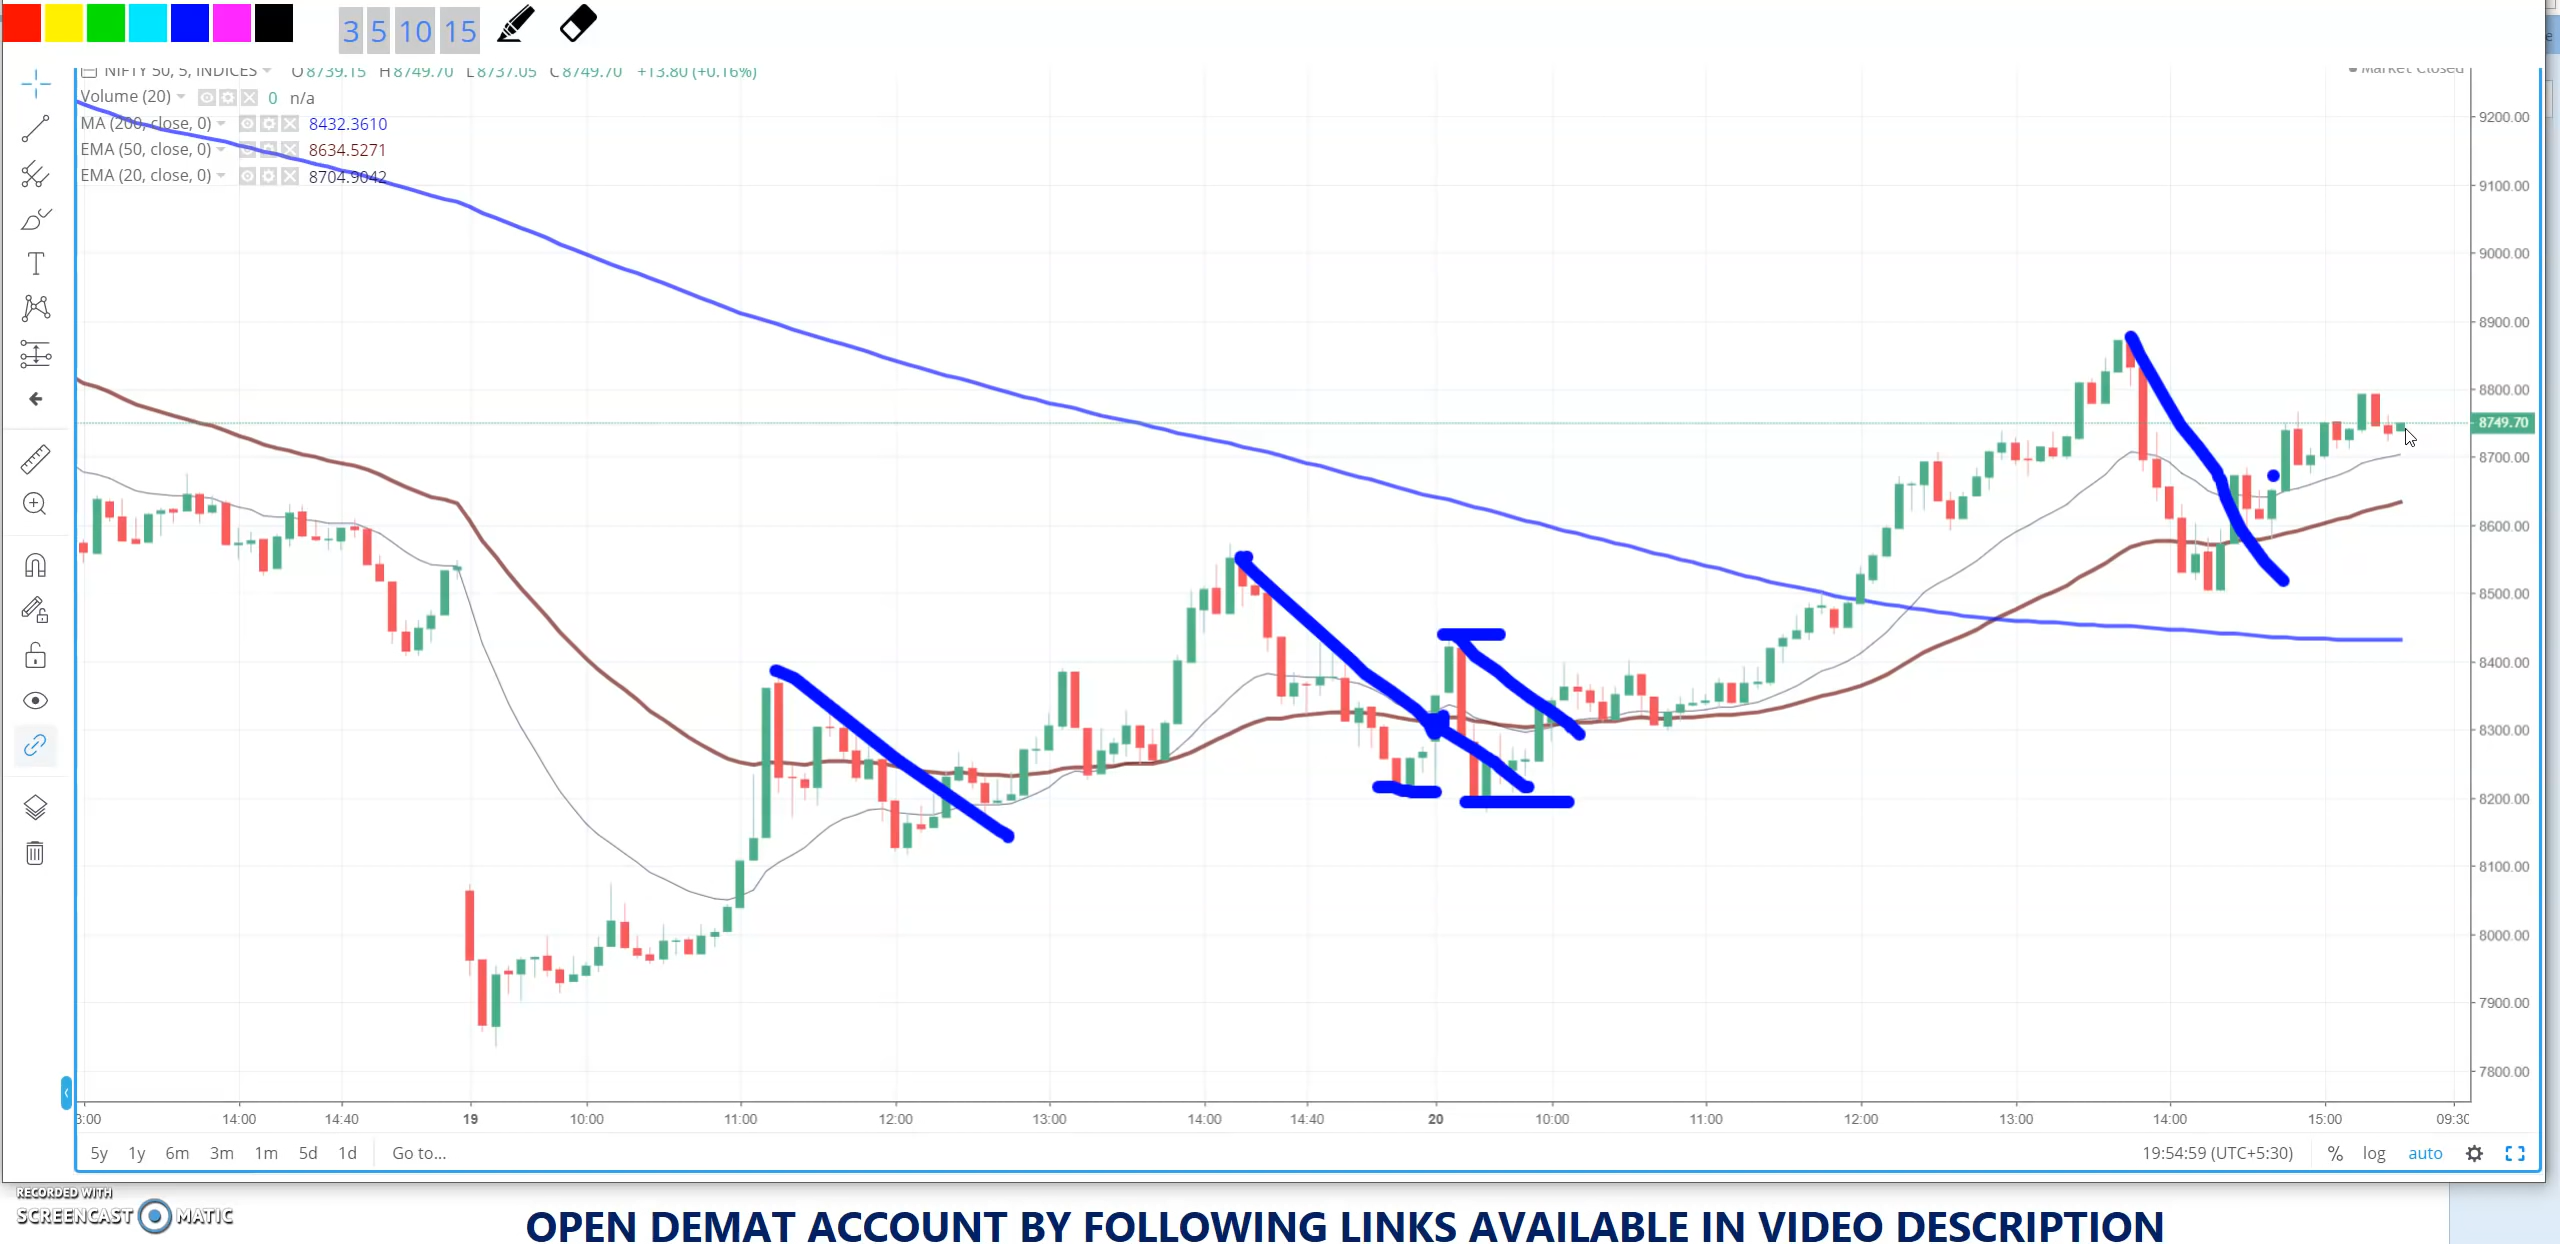 3 5 10 15
NIFTY 50, 5, INDICES O8739.15 H8749.70 L8737.05 C8749.70 +13.80 (+0.16%)
Market Closed
Volume (20) 0 n/a
MA (200, close, 0) 8432.3610
EMA (50, close, 0) 8634.5271
EMA (20, close, 0) 8704.9042
9200.00
9100.00
9000.00
8900.00
8800.00
8749.70
8700.00
8600.00
8500.00
8400.00
8300.00
8200.00
8100.00
8000.00
7900.00
7800.00
3:00 14:00 14:40 19 10:00 11:00 12:00 13:00 14:00 14:40 20 10:00 11:00 12:00 13:00 14:00 15:00 09:30
5y 1y 6m 3m 1m 5d 1d Go to... 19:54:59 (UTC+5:30) % log auto
RECORDED WITH
SCREENCAST MATIC
OPEN DEMAT ACCOUNT BY FOLLOWING LINKS AVAILABLE IN VIDEO DESCRIPTION